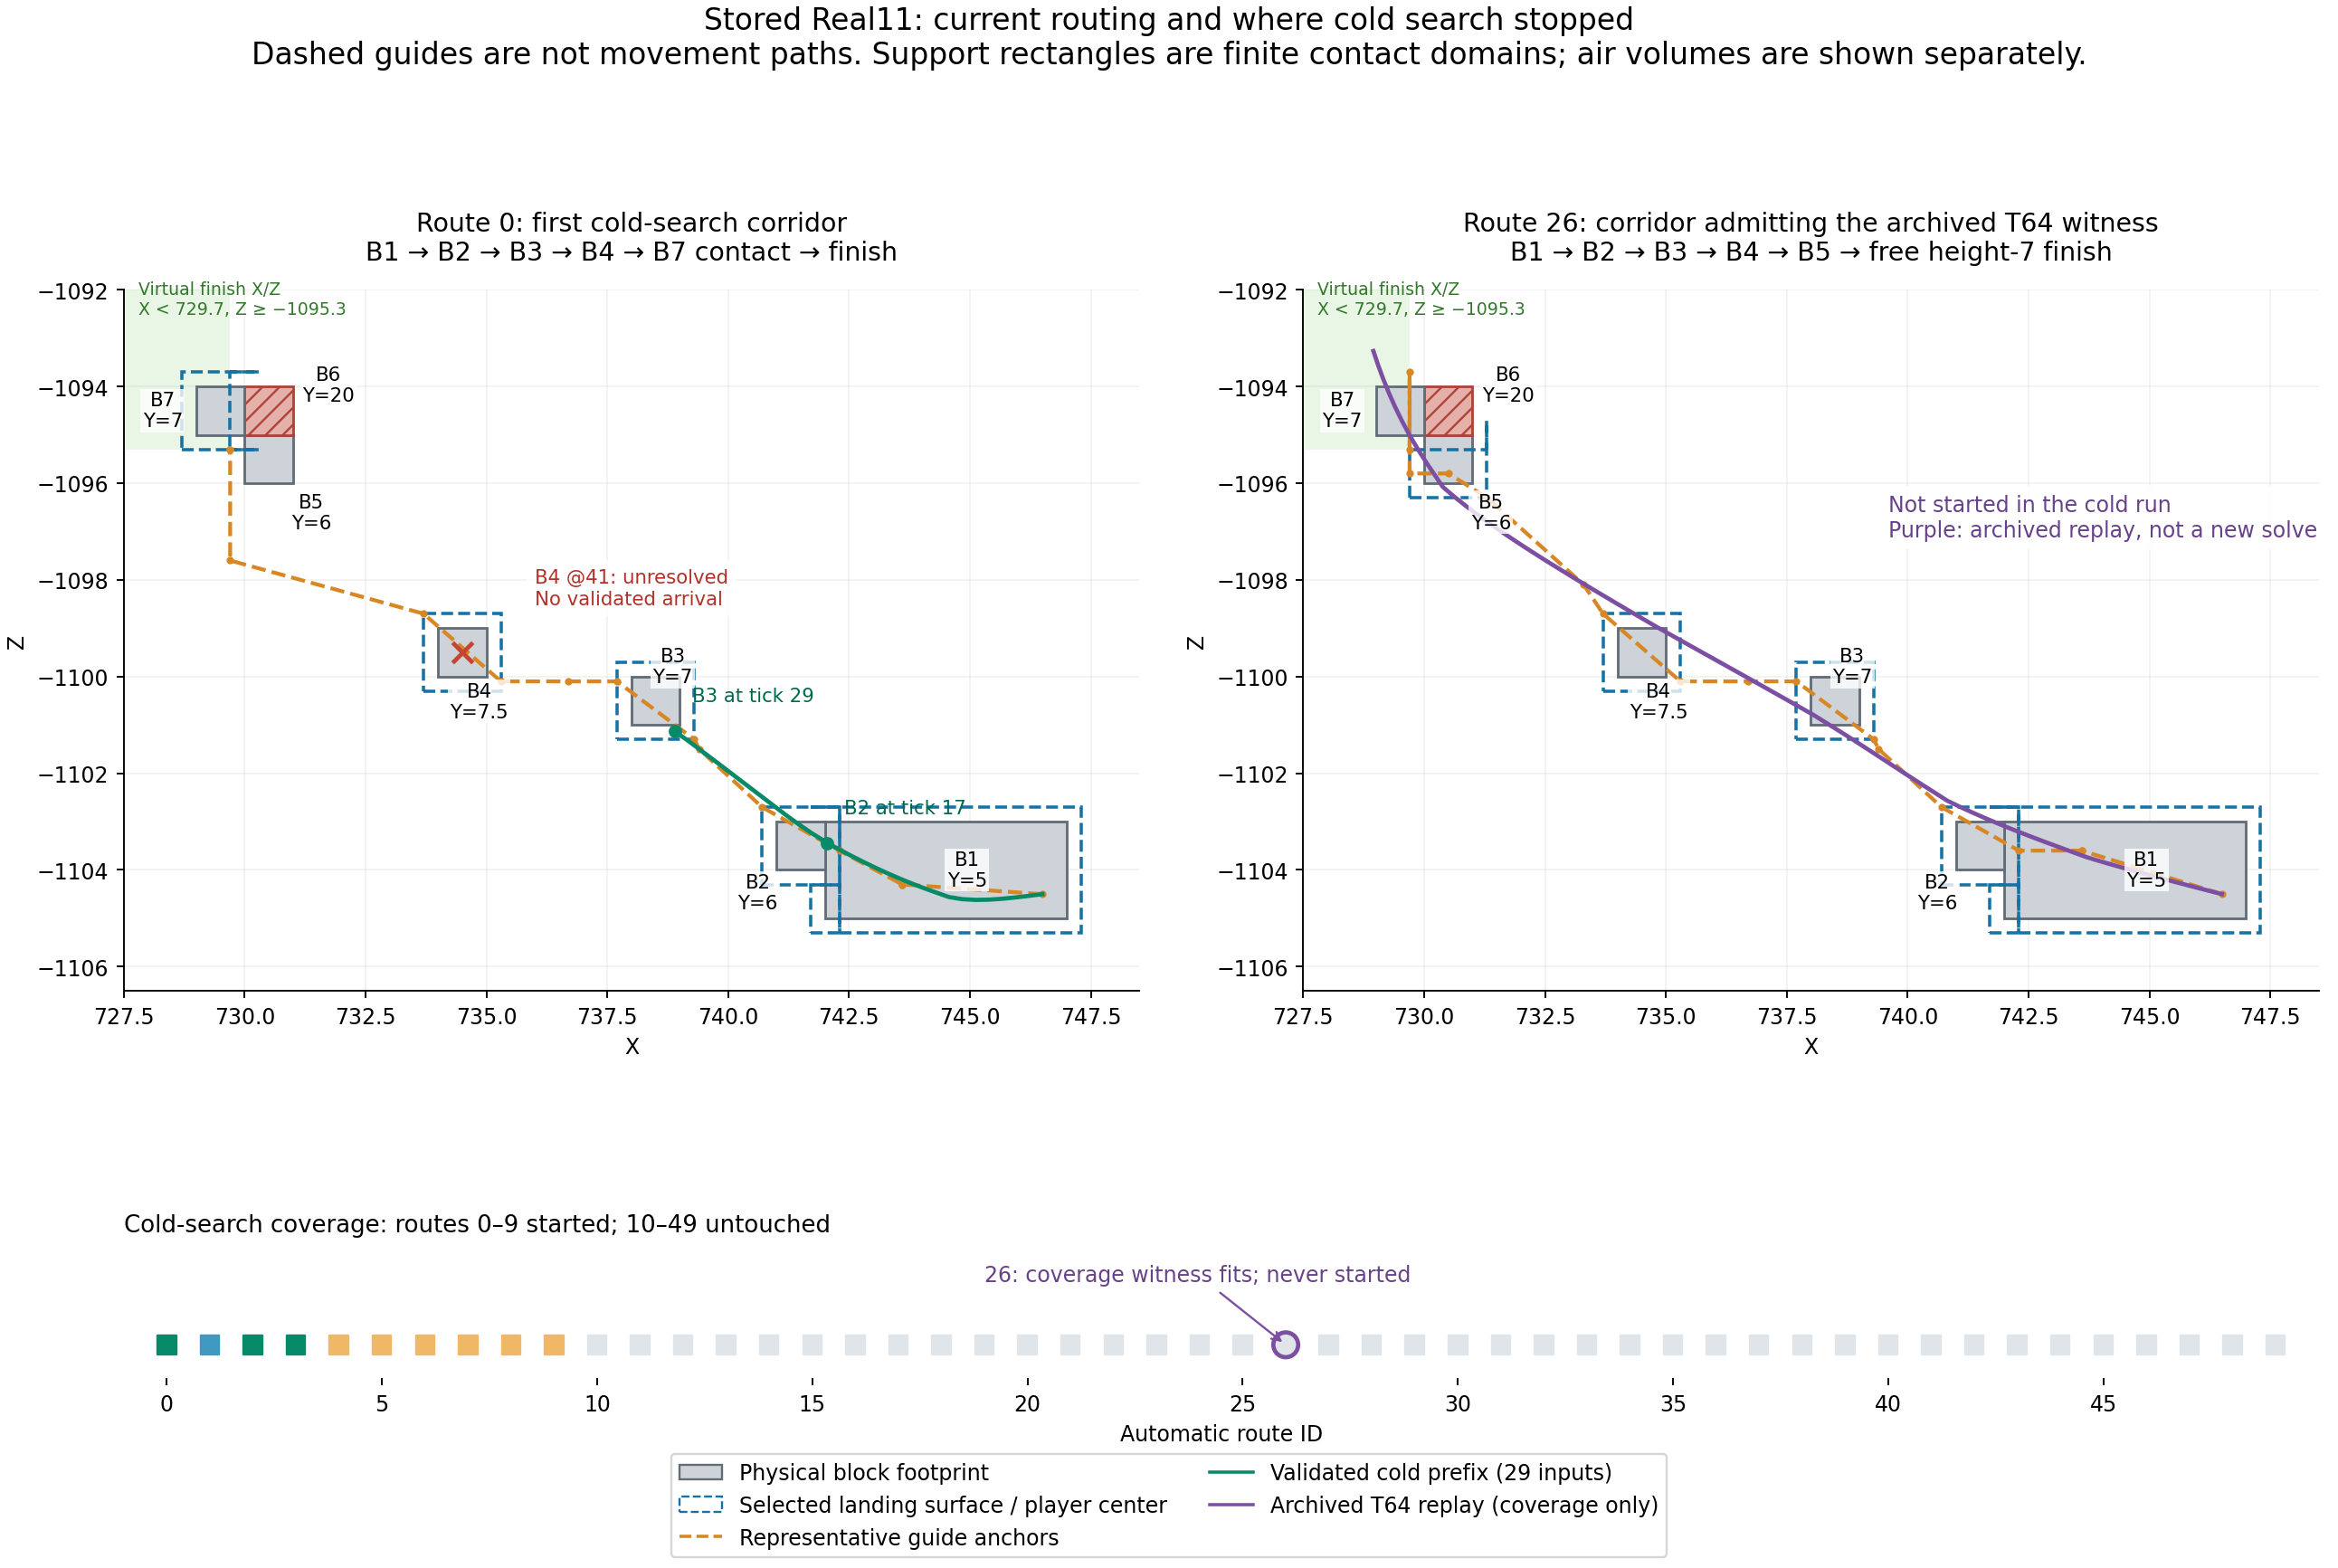 Stored Real11: current routing and where cold search stopped
Dashed guides are not movement paths. Support rectangles are finite contact domains; air volumes are shown separately.
Route 0: first cold-search corridor
B1 → B2 → B3 → B4 → B7 contact → finish
Virtual finish X/Z
X < 729.7, Z ≥ −1095.3
B6
Y=20
B7
Y=7
B5
Y=6
B4 @41: unresolved
No validated arrival
B3
Y=7
B3 at tick 29
B4
Y=7.5
B2 at tick 17
B1
Y=5
B2
Y=6
−1092
−1094
−1096
−1098
−1100
−1102
−1104
−1106
Z
727.5
730.0
732.5
735.0
737.5
740.0
742.5
745.0
747.5
X
Route 26: corridor admitting the archived T64 witness
B1 → B2 → B3 → B4 → B5 → free height-7 finish
Virtual finish X/Z
X < 729.7, Z ≥ −1095.3
B6
Y=20
B7
Y=7
B5
Y=6
Not started in the cold run
Purple: archived replay, not a new solve
B3
Y=7
B4
Y=7.5
B1
Y=5
B2
Y=6
−1092
−1094
−1096
−1098
−1100
−1102
−1104
−1106
Z
727.5
730.0
732.5
735.0
737.5
740.0
742.5
745.0
747.5
X
Cold-search coverage: routes 0–9 started; 10–49 untouched
26: coverage witness fits; never started
0
5
10
15
20
25
30
35
40
45
Automatic route ID
Physical block footprint
Selected landing surface / player center
Representative guide anchors
Validated cold prefix (29 inputs)
Archived T64 replay (coverage only)